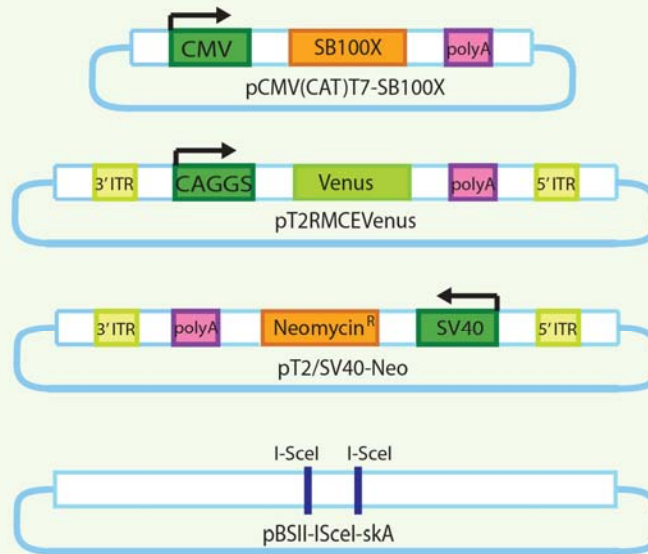 CMV SB100X polyA
pCMV(CAT)T7-SB100X
3' ITR CAGGS Venus polyA 5' ITR
pT2RMCEVenus
3' ITR polyA Neomycin^R SV40 5' ITR
pT2/SV40-Neo
I-SceI I-SceI
pBSII-ISceI-skA